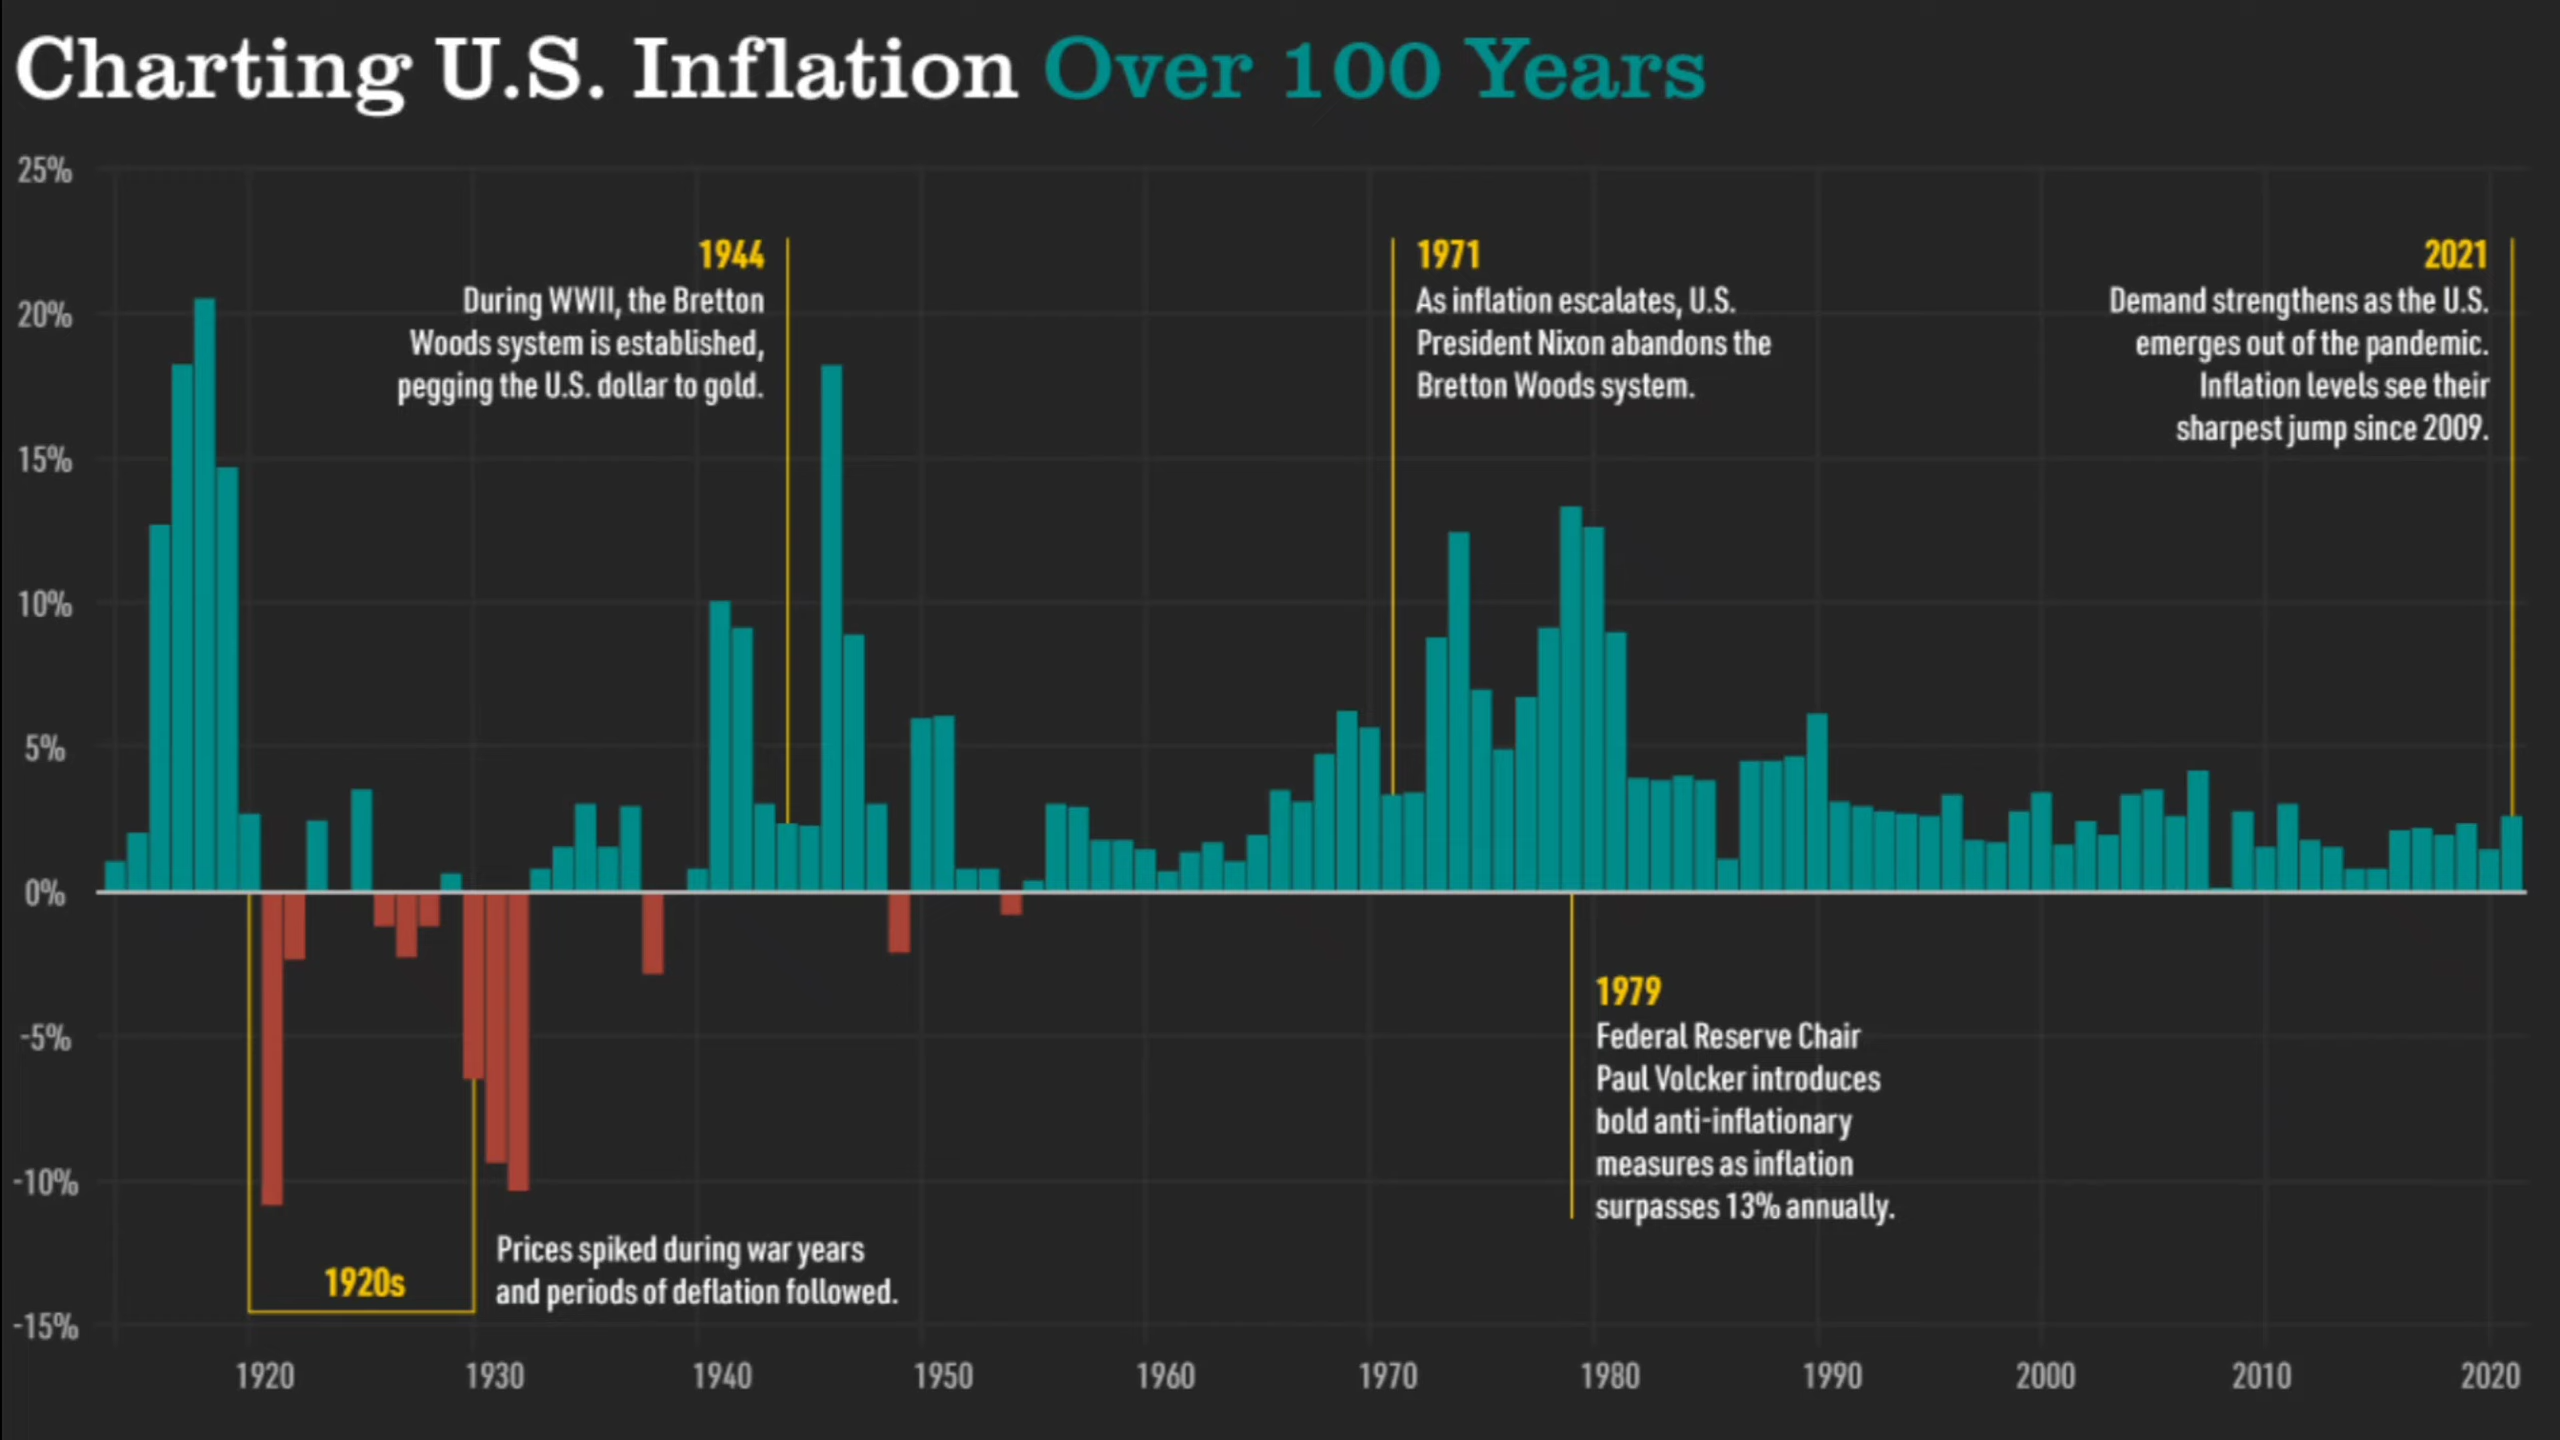 Charting U.S. Inflation Over 100 Years
25%
20%
15%
10%
5%
0%
-5%
-10%
-15%
1944
During WWII, the Bretton
Woods system is established,
pegging the U.S. dollar to gold.
1971
As inflation escalates, U.S.
President Nixon abandons the
Bretton Woods system.
2021
Demand strengthens as the U.S.
emerges out of the pandemic.
Inflation levels see their
sharpest jump since 2009.
1979
Federal Reserve Chair
Paul Volcker introduces
bold anti-inflationary
measures as inflation
surpasses 13% annually.
1920s
Prices spiked during war years
and periods of deflation followed.
1920 1930 1940 1950 1960 1970 1980 1990 2000 2010 2020